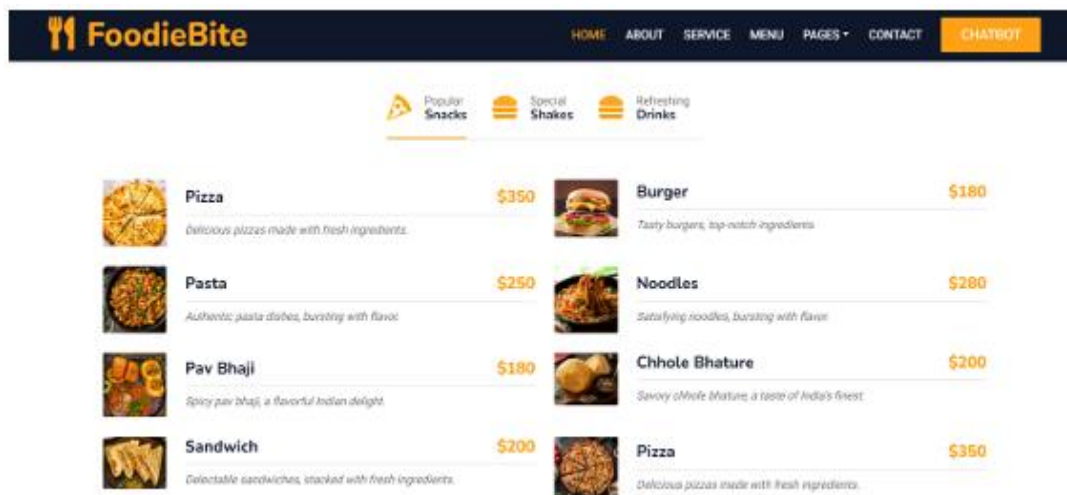 FoodieBite
HOME ABOUT SERVICE MENU PAGES CONTACT CHATBOT
Popular
Snacks
Special
Shakes
Refreshing
Drinks
Pizza $350
Delicious pizzas made with fresh ingredients.
Burger $180
Tasty burgers, top-notch ingredients.
Pasta $250
Authentic pasta dishes, bursting with flavor.
Noodles $280
Satisfying noodles, bursting with flavor.
Pav Bhaji $180
Spicy pav bhaji, a flavorful Indian delight.
Chhole Bhature $200
Savory chhole bhature, a taste of India's finest.
Sandwich $200
Delectable sandwiches, stacked with fresh ingredients.
Pizza $350
Delicious pizzas made with fresh ingredients.